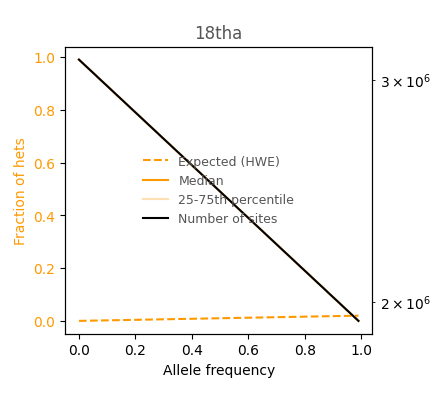 18tha
1.0
0.8
0.6
0.4
0.2
0.0
Fraction of hets
3 × 10⁶
2 × 10⁶
Expected (HWE)
Median
25-75th percentile
Number of sites
0.0 0.2 0.4 0.6 0.8 1.0
Allele frequency